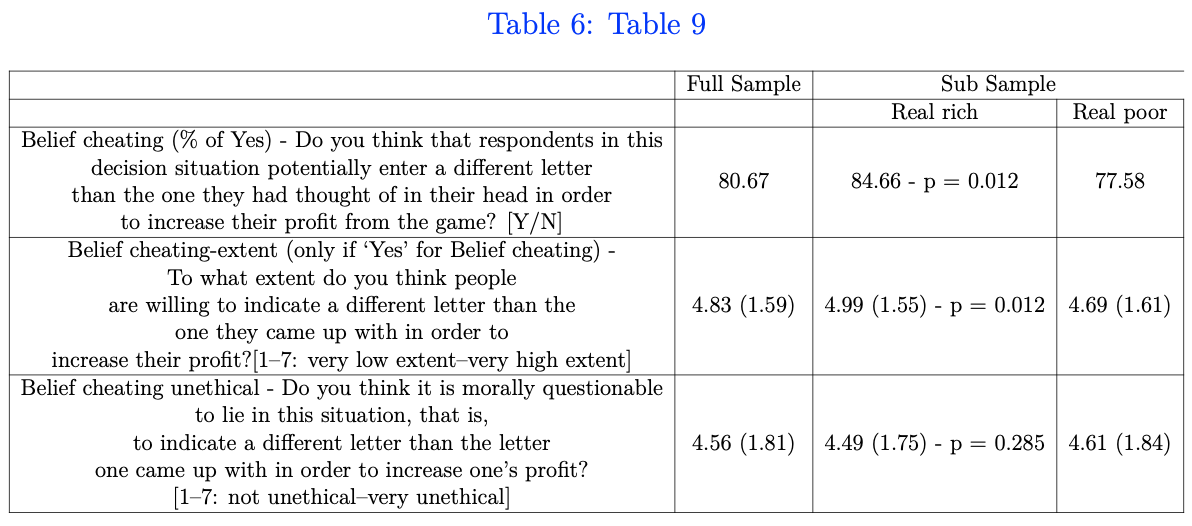 Table 6: Table 9
Full Sample Sub Sample
Real rich Real poor
Belief cheating (% of Yes) - Do you think that respondents in this
decision situation potentially enter a different letter
than the one they had thought of in their head in order
to increase their profit from the game? [Y/N]
80.67 84.66 - p = 0.012 77.58
Belief cheating-extent (only if ‘Yes’ for Belief cheating) -
To what extent do you think people
are willing to indicate a different letter than the
one they came up with in order to
increase their profit?[1–7: very low extent–very high extent]
4.83 (1.59) 4.99 (1.55) - p = 0.012 4.69 (1.61)
Belief cheating unethical - Do you think it is morally questionable
to lie in this situation, that is,
to indicate a different letter than the letter
one came up with in order to increase one’s profit?
[1–7: not unethical–very unethical]
4.56 (1.81) 4.49 (1.75) - p = 0.285 4.61 (1.84)